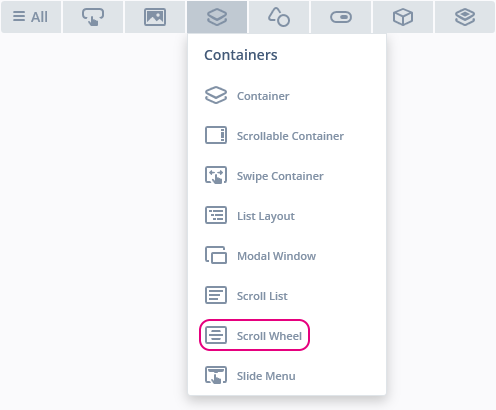 All
Containers
Container
Scrollable Container
Swipe Container
List Layout
Modal Window
Scroll List
Scroll Wheel
Slide Menu